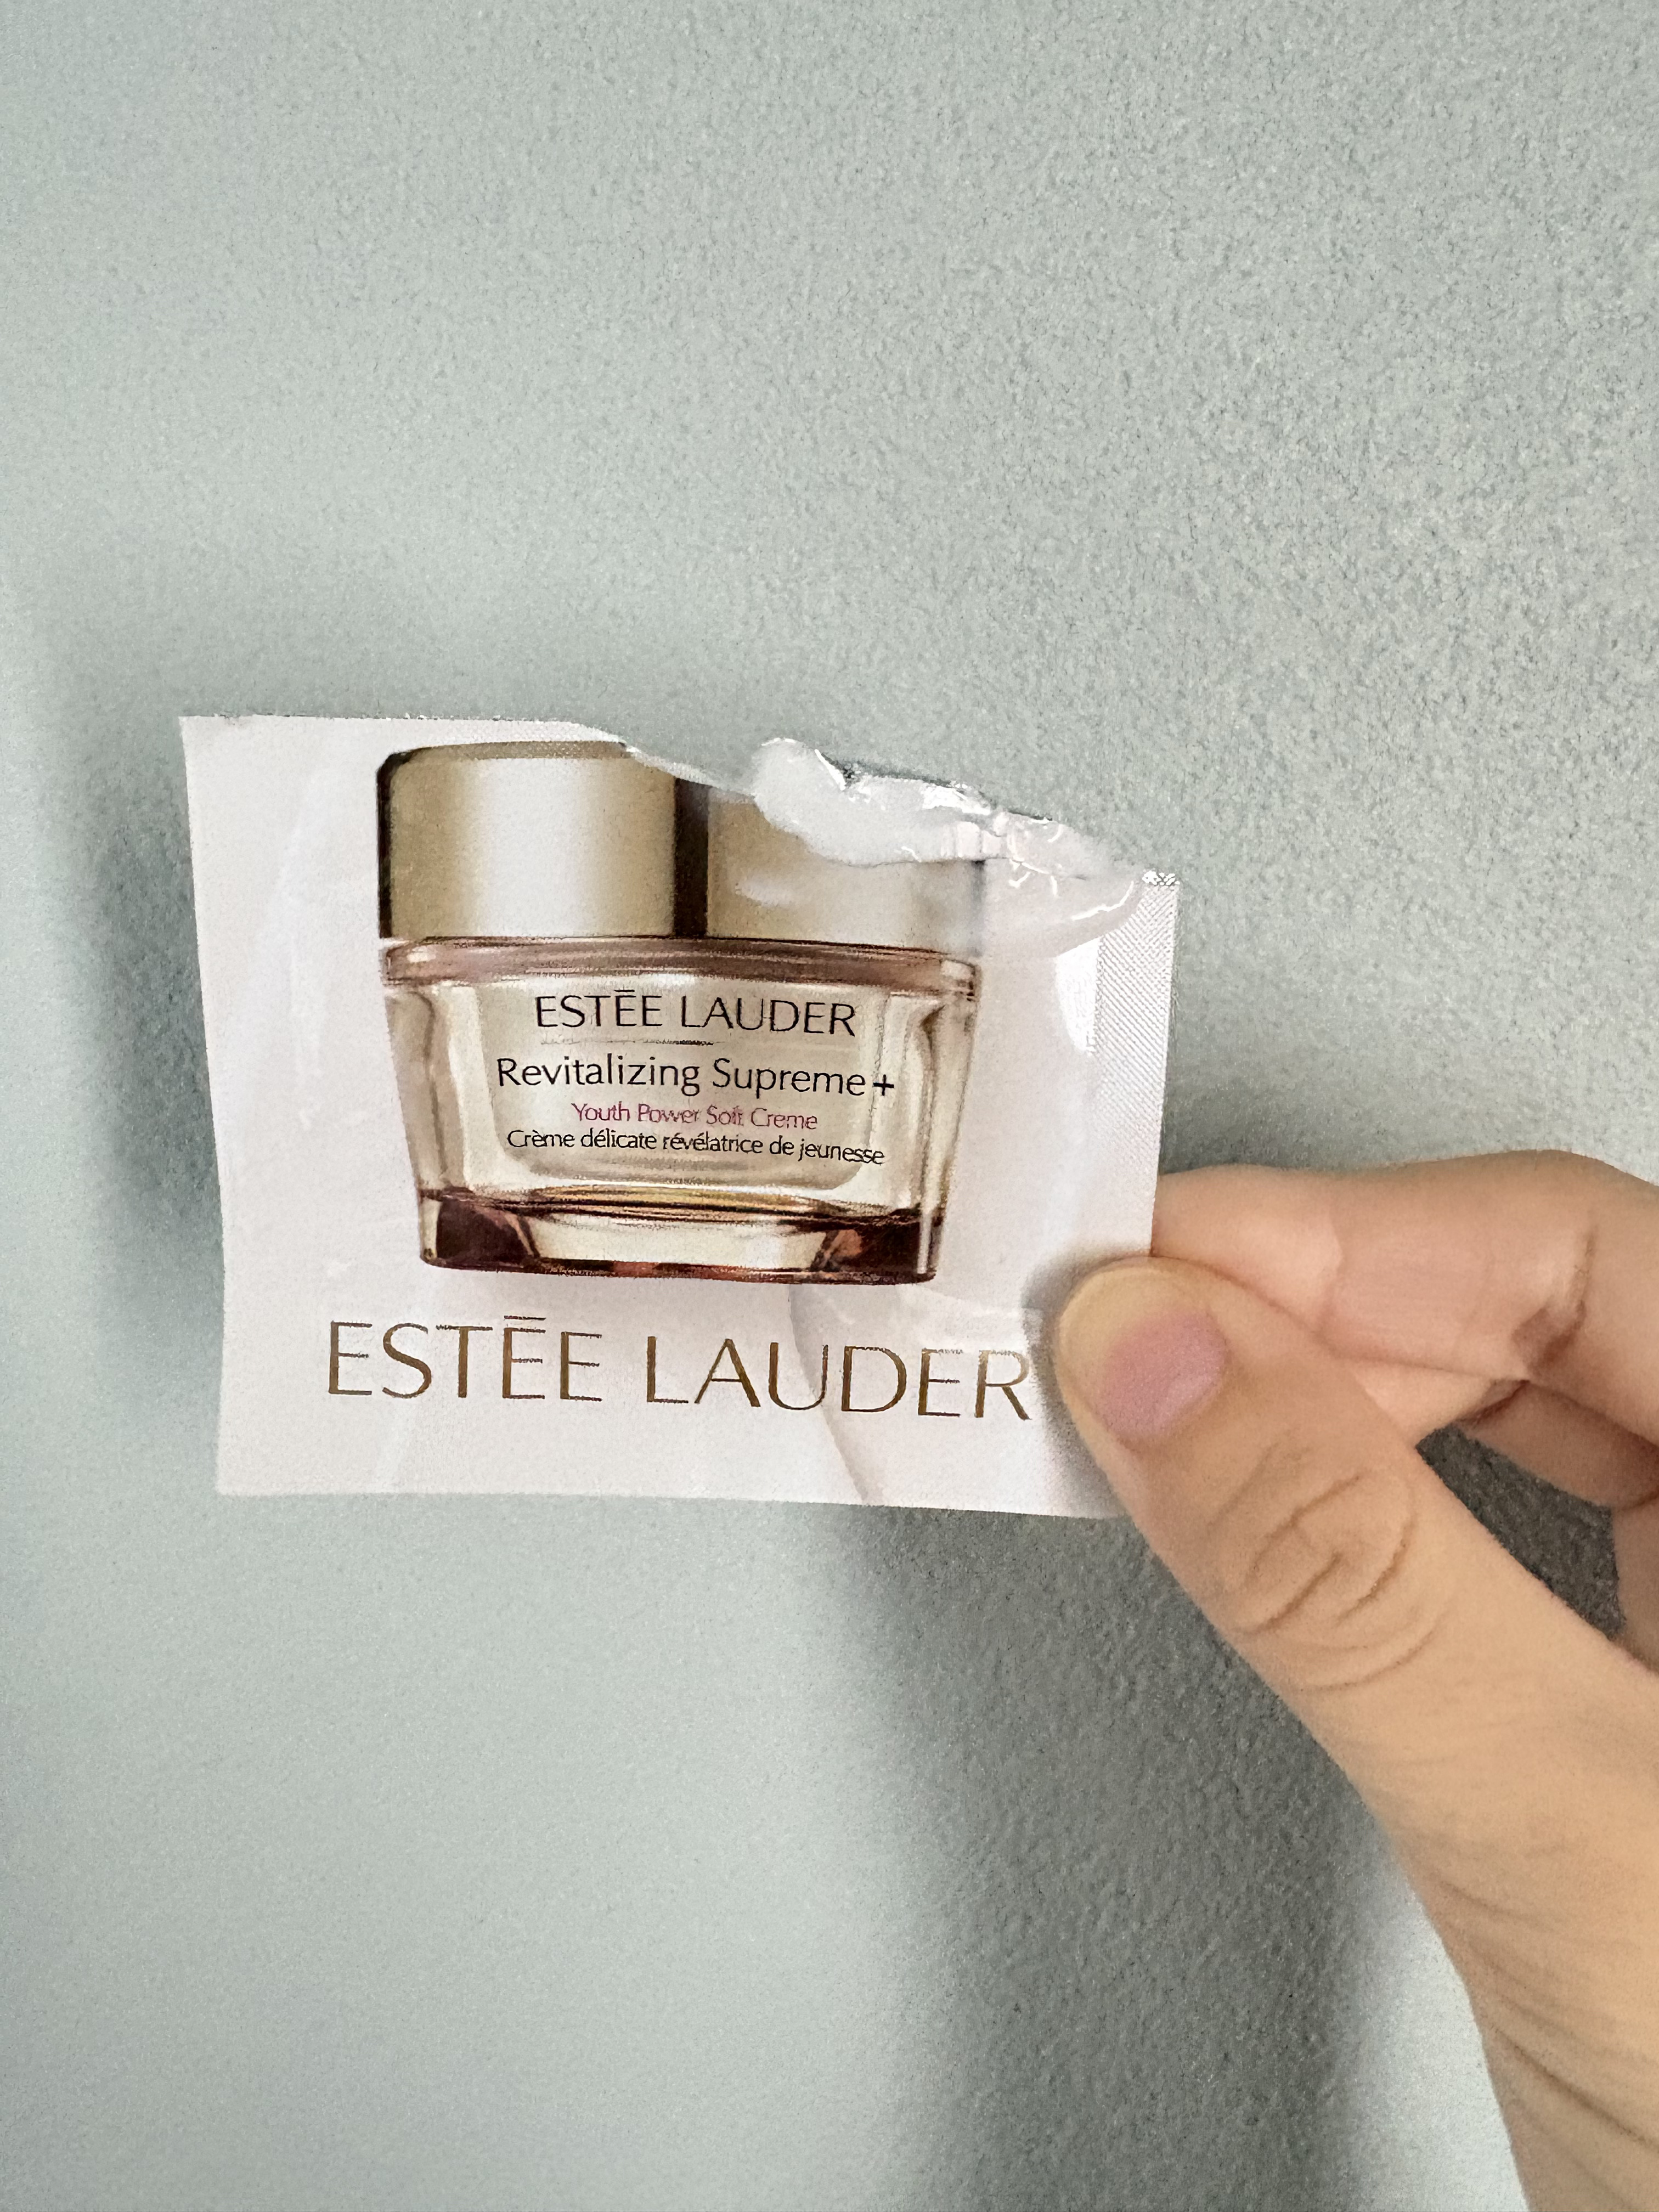 ESTĒE LAUDER
Revitalizing Supreme+
Youth Power Soft Creme
Crème délicate révélatrice de jeunesse
ESTĒE LAUDER